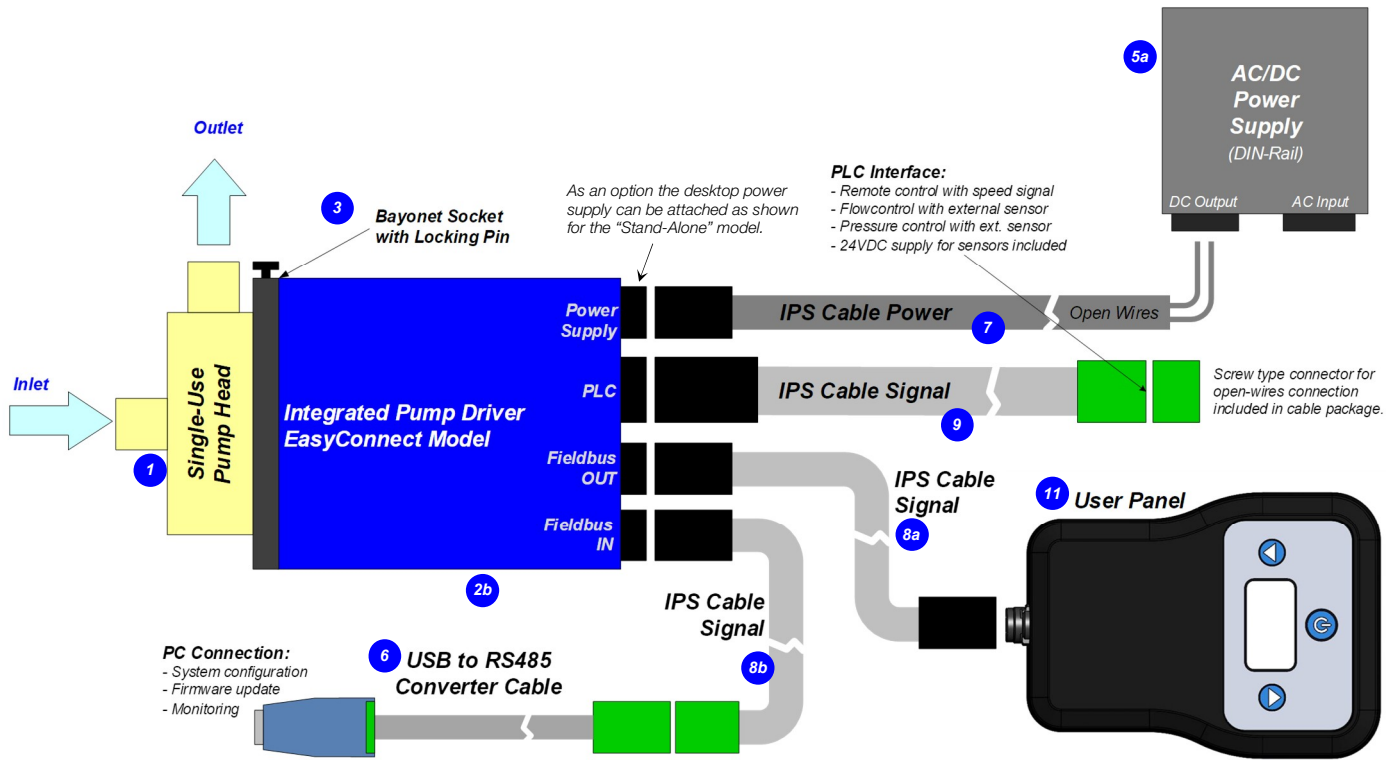 5a
AC/DC
Power
Supply
(DIN-Rail)
DC Output
AC Input
Outlet
3
Bayonet Socket
with Locking Pin
As an option the desktop power
supply can be attached as shown
for the “Stand-Alone” model.
PLC Interface:
- Remote control with speed signal
- Flowcontrol with external sensor
- Pressure control with ext. sensor
- 24VDC supply for sensors included
Power
Supply
IPS Cable Power
7
Open Wires
Inlet
Single-Use
Pump Head
1
Integrated Pump Driver
EasyConnect Model
PLC
IPS Cable Signal
9
Screw type connector for
open-wires connection
included in cable package.
Fieldbus
OUT
IPS Cable
Signal
8a
11
User Panel
Fieldbus
IN
2b
IPS Cable
Signal
8b
PC Connection:
- System configuration
- Firmware update
- Monitoring
6
USB to RS485
Converter Cable